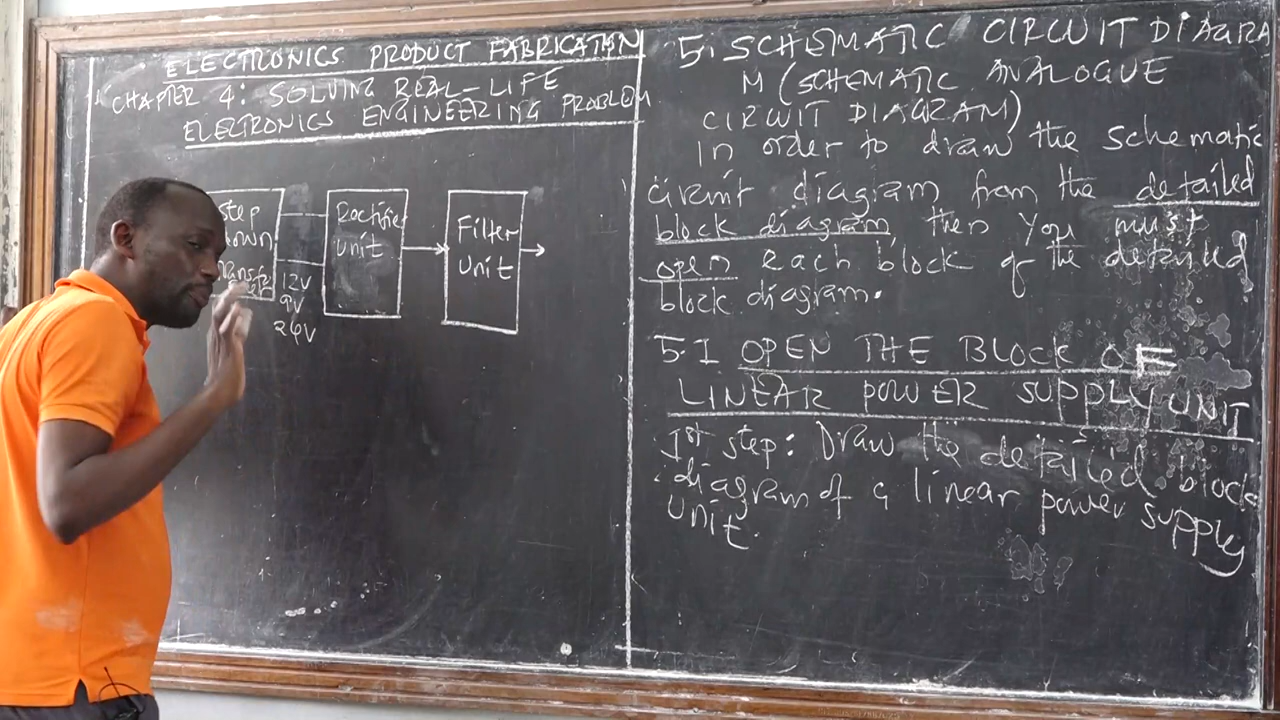 ELECTRONICS PRODUCT FABRICATION
CHAPTER 4: SOLVING REAL-LIFE
ELECTRONICS ENGINEERING PROBLEM
step
down
Transfo
12V
9V
24V
Rectifier
unit
Filter
Unit
5. SCHEMATIC CIRCUIT DIAGRA
M (SCHEMATIC ANALOGUE
CIRCUIT DIAGRAM)
In order to draw the schematic
circuit diagram from the detailed
block diagram then you must
open each block of the detailed
block diagram.
5.1 OPEN THE BLOCK OF
LINEAR POWER SUPPLY UNIT
1st step: Draw the detailed block
diagram of a linear power supply
unit.